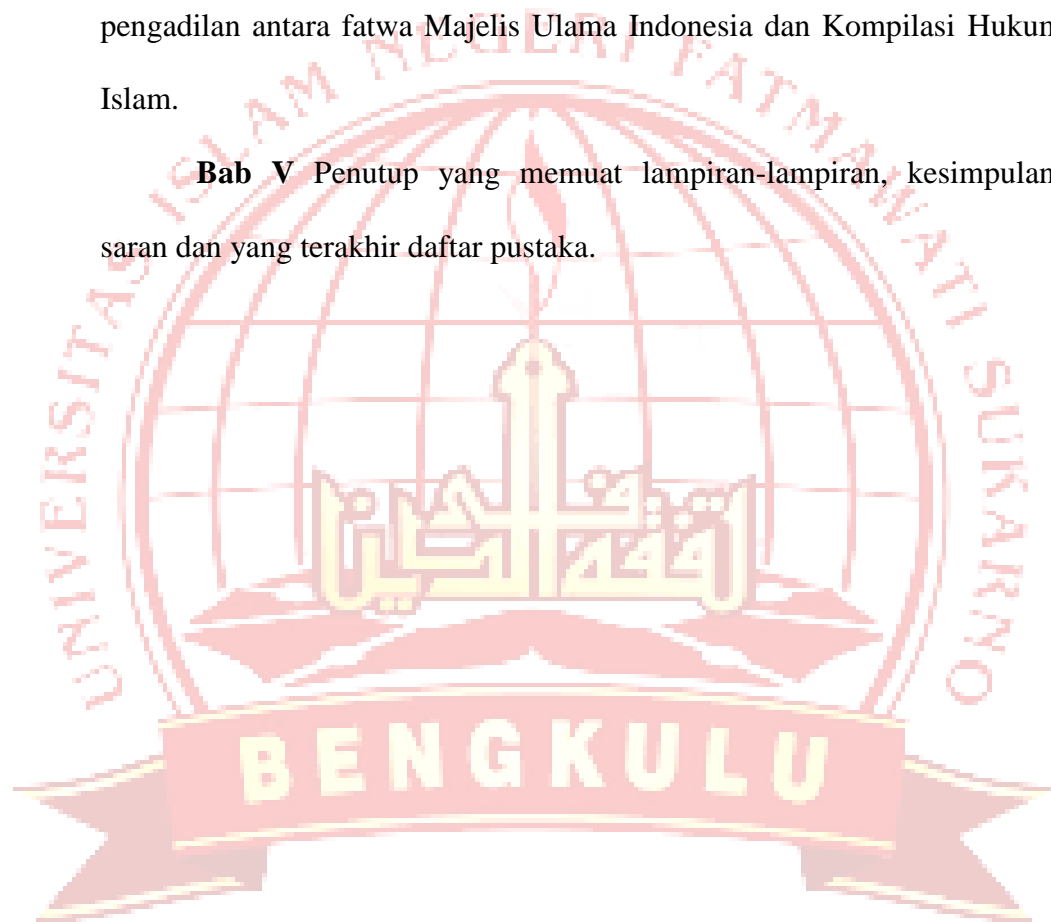 pengadilan antara fatwa Majelis Ulama Indonesia dan Kompilasi Hukum
Islam.
Bab V Penutup yang memuat lampiran-lampiran, kesimpulan
saran dan yang terakhir daftar pustaka.
UNIVERSITAS ISLAM NEGERI FATMAWATI SUKARNO
BENGKULU